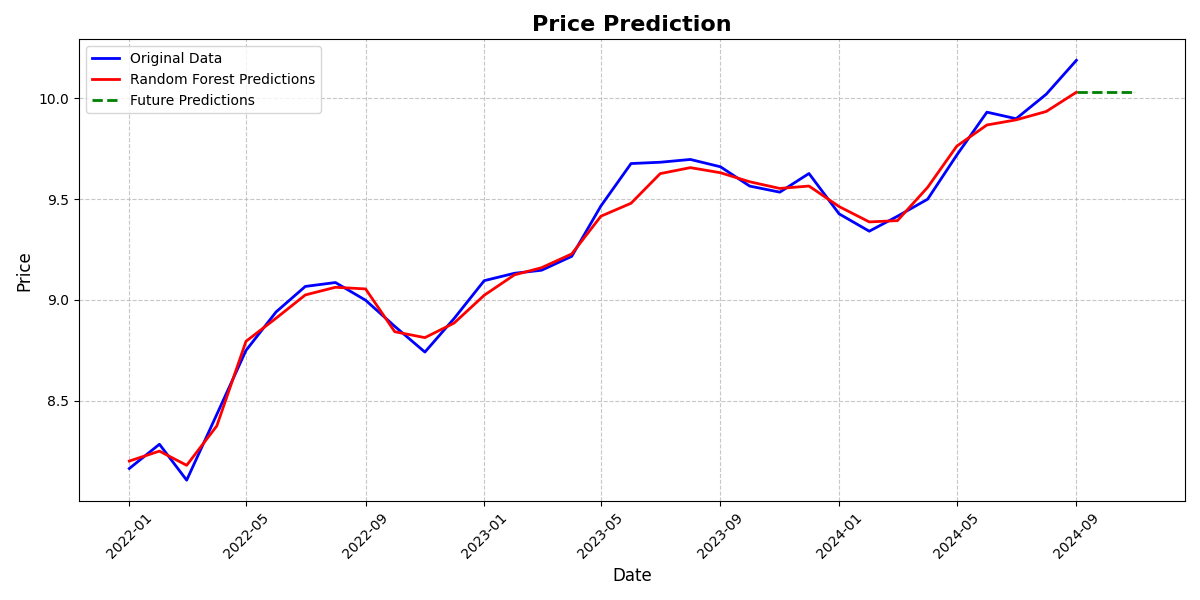 Price Prediction
Original Data
Random Forest Predictions
Future Predictions
Price
10.0
9.5
9.0
8.5
2022-01
2022-05
2022-09
2023-01
2023-05
2023-09
2024-01
2024-05
2024-09
Date